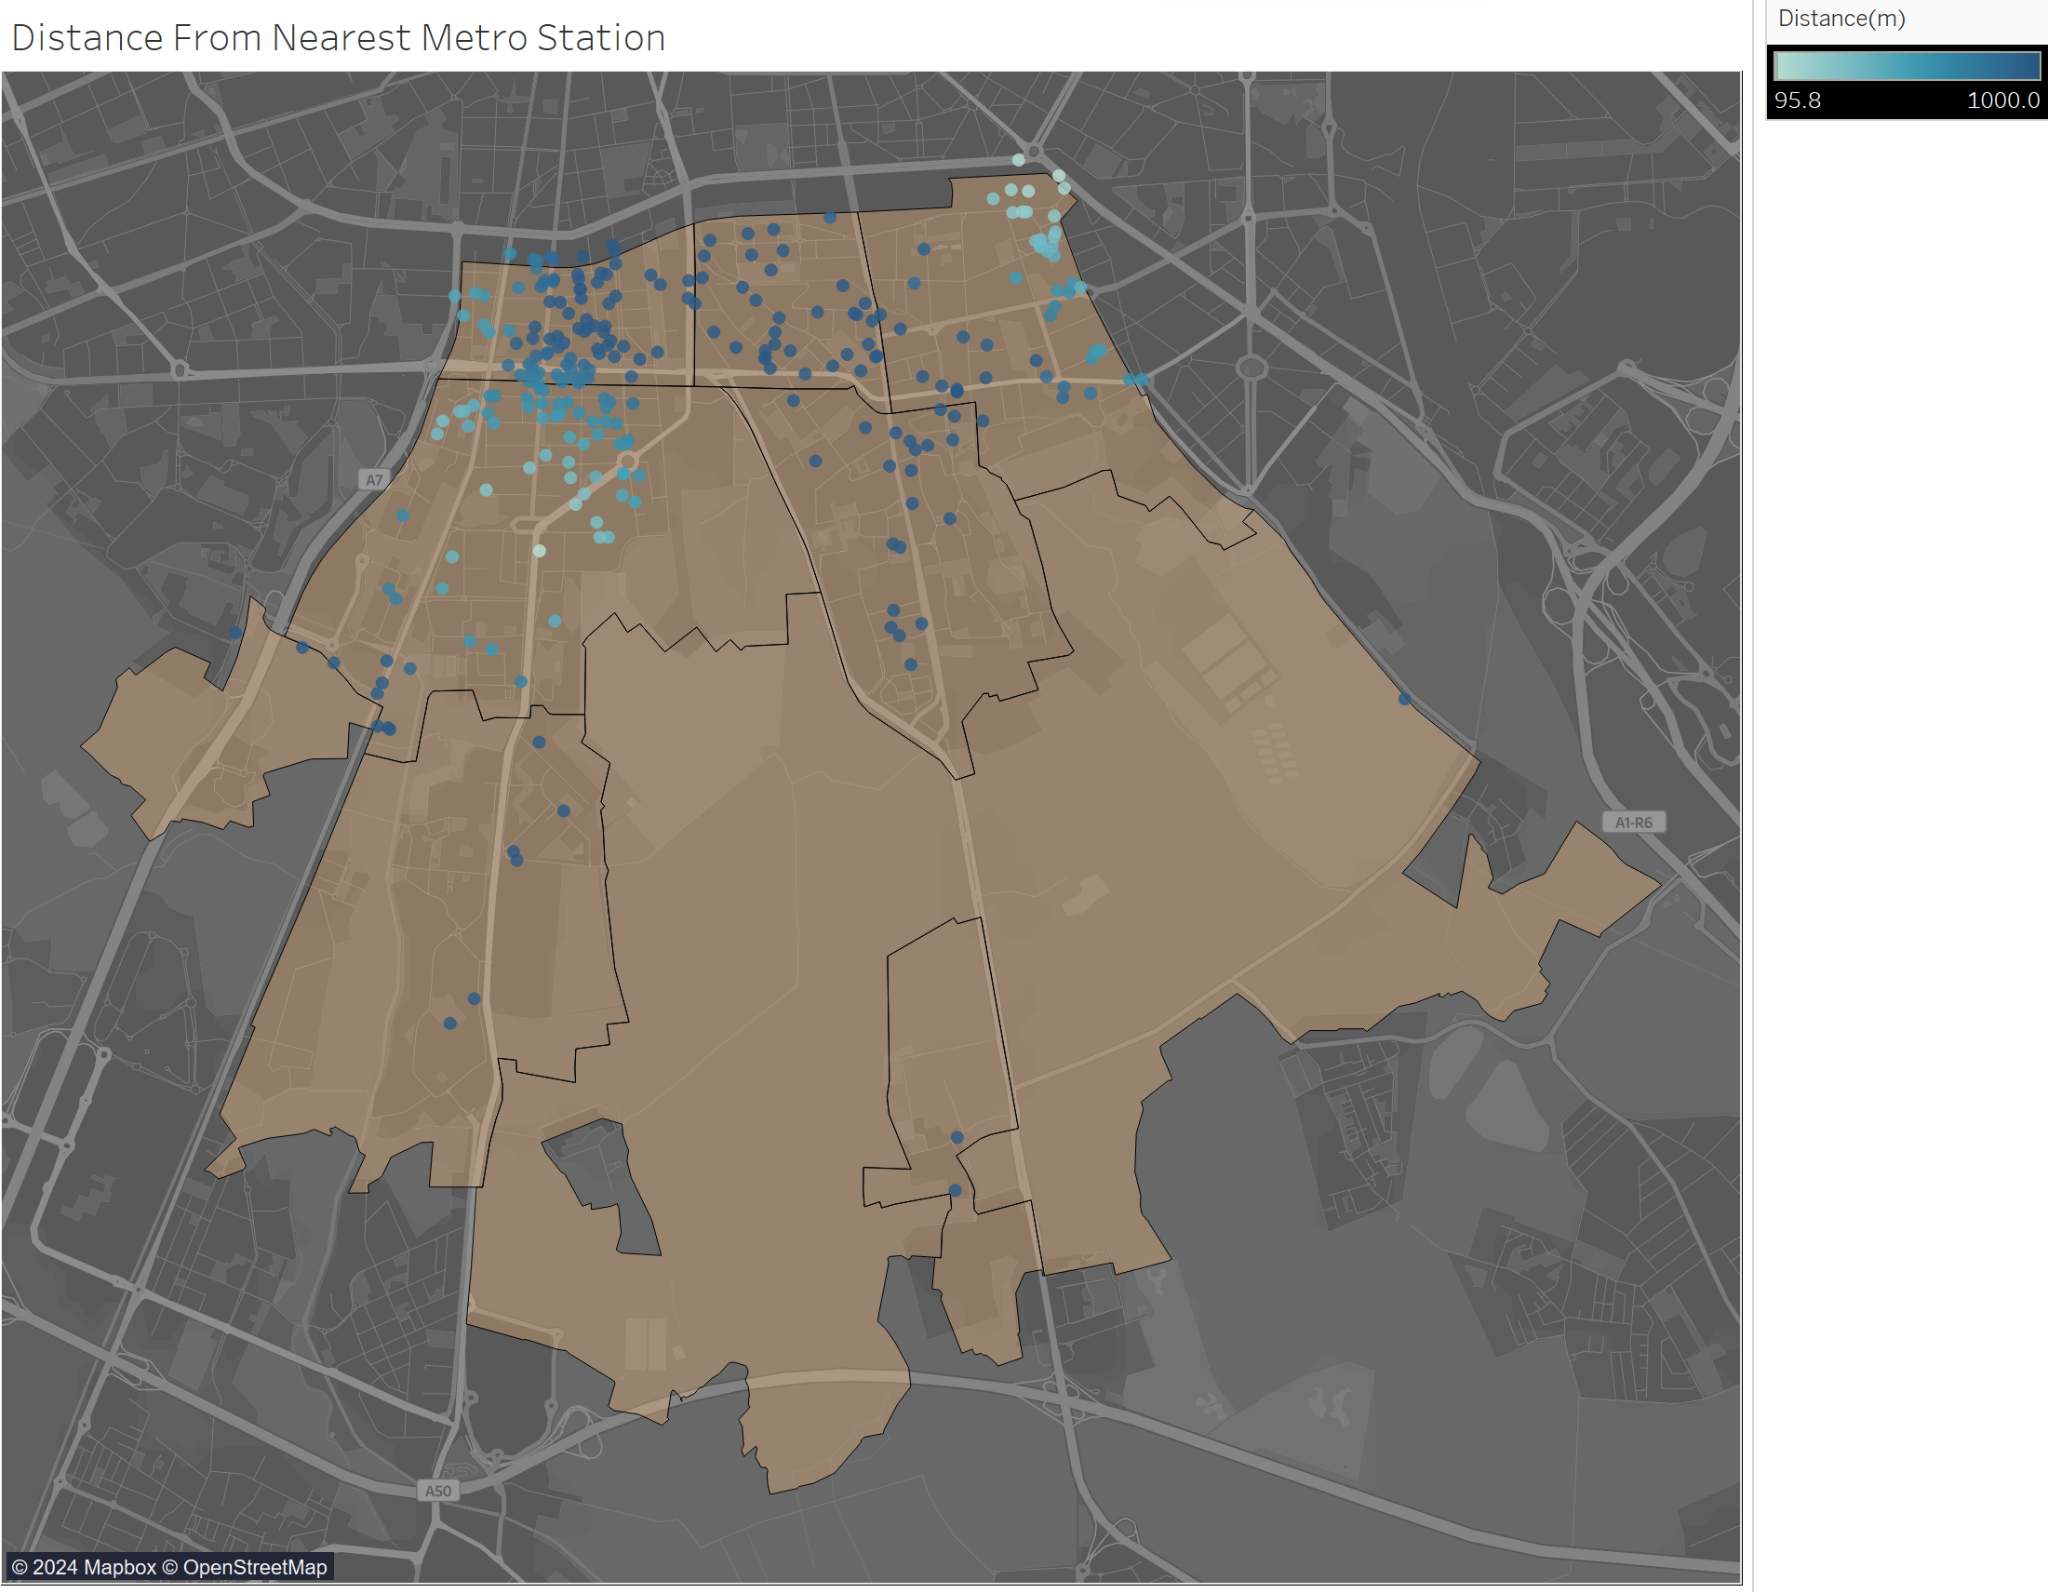 Distance From Nearest Metro Station
Distance(m)
95.8 1000.0
A7
A1-R6
A50
© 2024 Mapbox © OpenStreetMap